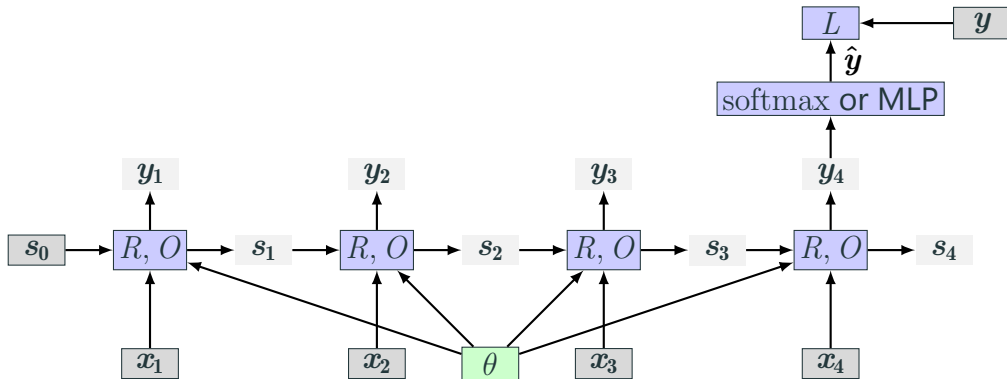 L y
ŷ
softmax or MLP
y₁ y₂ y₃ y₄
s₀ R, O s₁ R, O s₂ R, O s₃ R, O s₄
x₁ x₂ θ x₃ x₄